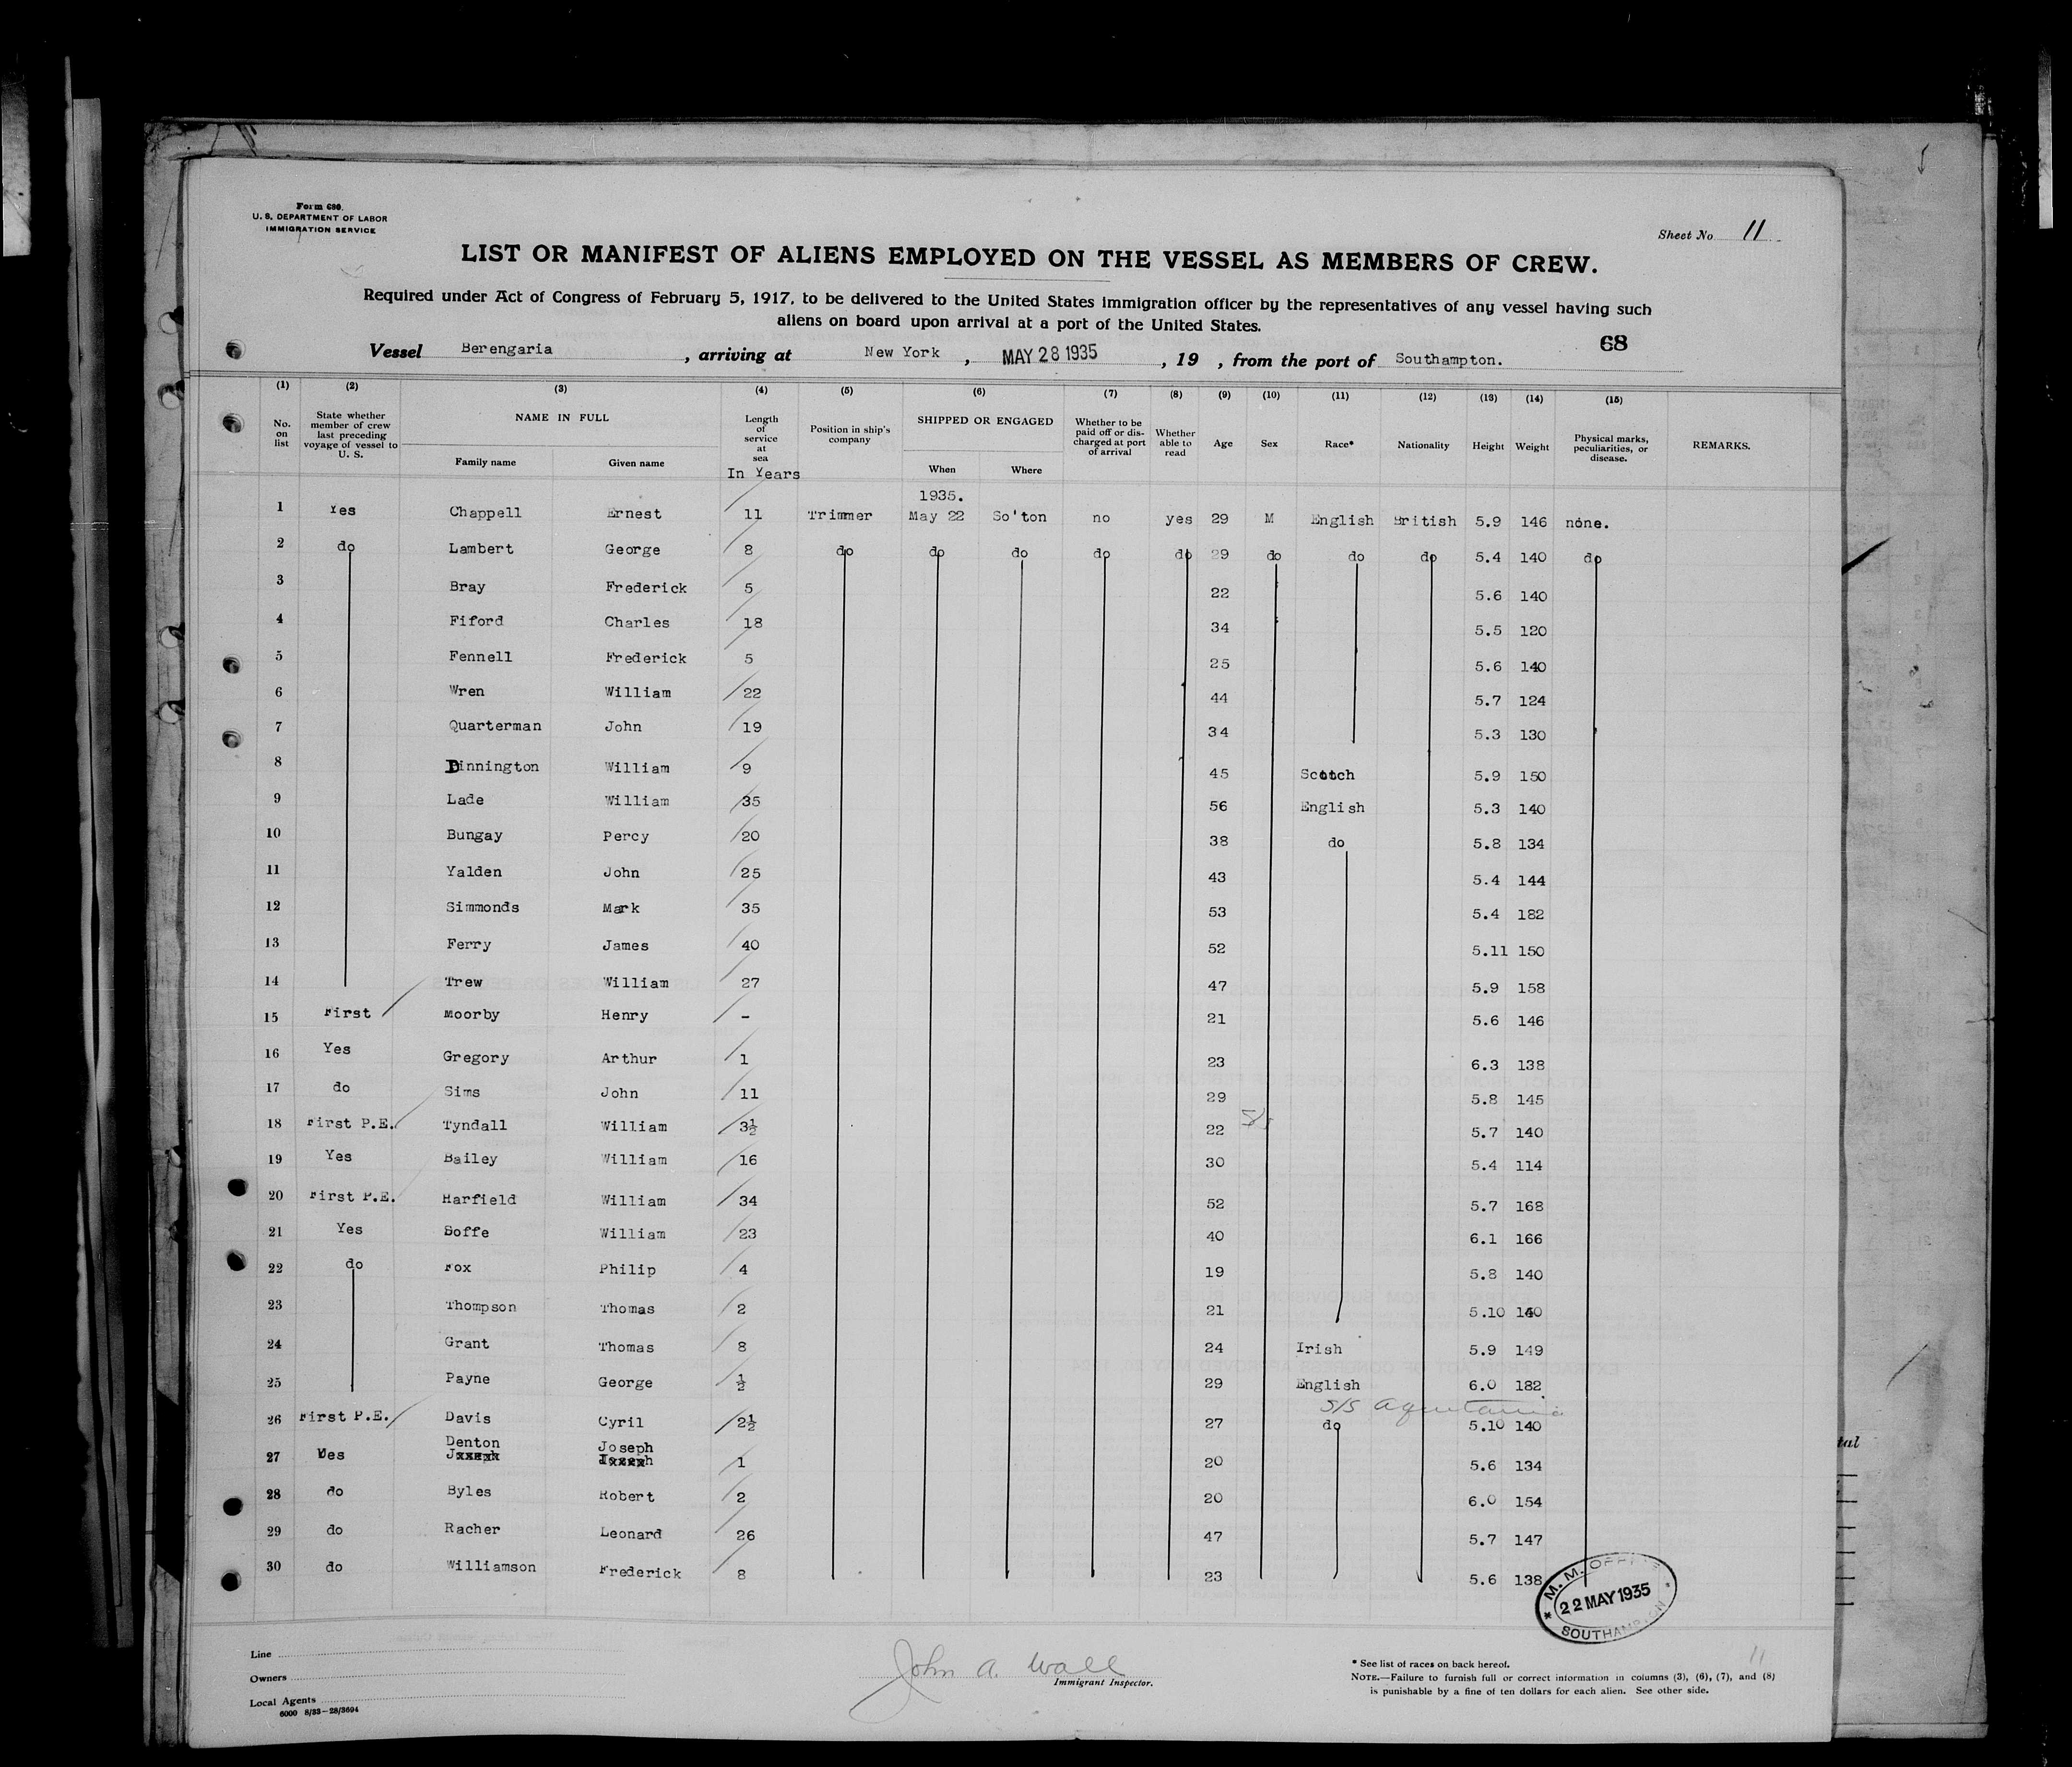 Form 680.
U. S. DEPARTMENT OF LABOR
IMMIGRATION SERVICE
Sheet No 11
LIST OR MANIFEST OF ALIENS EMPLOYED ON THE VESSEL AS MEMBERS OF CREW.
Required under Act of Congress of February 5, 1917, to be delivered to the United States immigration officer by the representatives of any vessel having such
aliens on board upon arrival at a port of the United States.
68
Vessel Berengaria , arriving at New York , MAY 28 1935 , 19 , from the port of Southampton.
(1) (2) (3) (4) (5) (6) (7) (8) (9) (10) (11) (12) (13) (14) (15)
No. on list State whether member of crew last preceding voyage of vessel to U. S. NAME IN FULL Family name Given name Length of service at sea In Years Position in ship's company SHIPPED OR ENGAGED When Where Whether to be paid off or discharged at port of arrival Whether able to read Age Sex Race* Nationality Height Weight Physical marks, peculiarities, or disease. REMARKS.
1935.
1 Yes Chappell Ernest 11 Trimmer May 22 So'ton no yes 29 M English British 5.9 146 none.
2 do Lambert George 8 do do do do do 29 do do do 5.4 140 do
3 Bray Frederick 5 22 5.6 140
4 Fiford Charles 18 34 5.5 120
5 Fennell Frederick 5 25 5.6 140
6 Wren William 22 44 5.7 124
7 Quarterman John 19 34 5.3 130
8 Dinnington William 9 45 Scotch 5.9 150
9 Lade William 35 56 English 5.3 140
10 Bungay Percy 20 38 do 5.8 134
11 Yalden John 25 43 5.4 144
12 Simmonds Mark 35 53 5.4 182
13 Ferry James 40 52 5.11 150
14 Trew William 27 47 5.9 158
15 First Moorby Henry - 21 5.6 146
16 Yes Gregory Arthur 1 23 6.3 138
17 do Sims John 11 29 5.8 145
18 First P.E. Tyndall William 3½ 22 5.7 140
19 Yes Bailey William 16 30 5.4 114
20 First P.E. Harfield William 34 52 5.7 168
21 Yes Soffe William 23 40 6.1 166
22 do Fox Philip 4 19 5.8 140
23 Thompson Thomas 2 21 5.10 140
24 Grant Thomas 8 24 Irish 5.9 149
25 Payne George ½ 29 English 6.0 182
S/S Aquitania
26 First P.E. Davis Cyril 2½ 27 do 5.10 140
27 Yes Denton Joseph 1 20 5.6 134
28 do Byles Robert 2 20 6.0 154
29 do Racher Leonard 26 47 5.7 147
30 do Williamson Frederick 8 23 5.6 138
M. M. OFFICE
22 MAY 1935
SOUTHAMPTON
Line
Owners
Local Agents
6000 8/33—28/3694
John A. Wall
Immigrant Inspector.
* See list of races on back hereof.
NOTE.—Failure to furnish full or correct information in columns (3), (6), (7), and (8)
is punishable by a fine of ten dollars for each alien. See other side.
11
tal